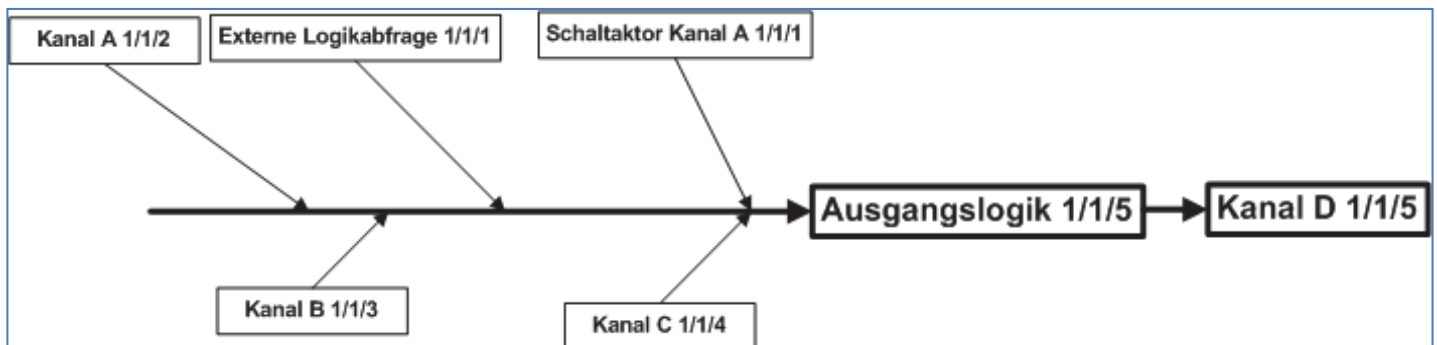 Kanal A 1/1/2
Externe Logikabfrage 1/1/1
Schaltaktor Kanal A 1/1/1
Ausgangslogik 1/1/5
Kanal D 1/1/5
Kanal B 1/1/3
Kanal C 1/1/4